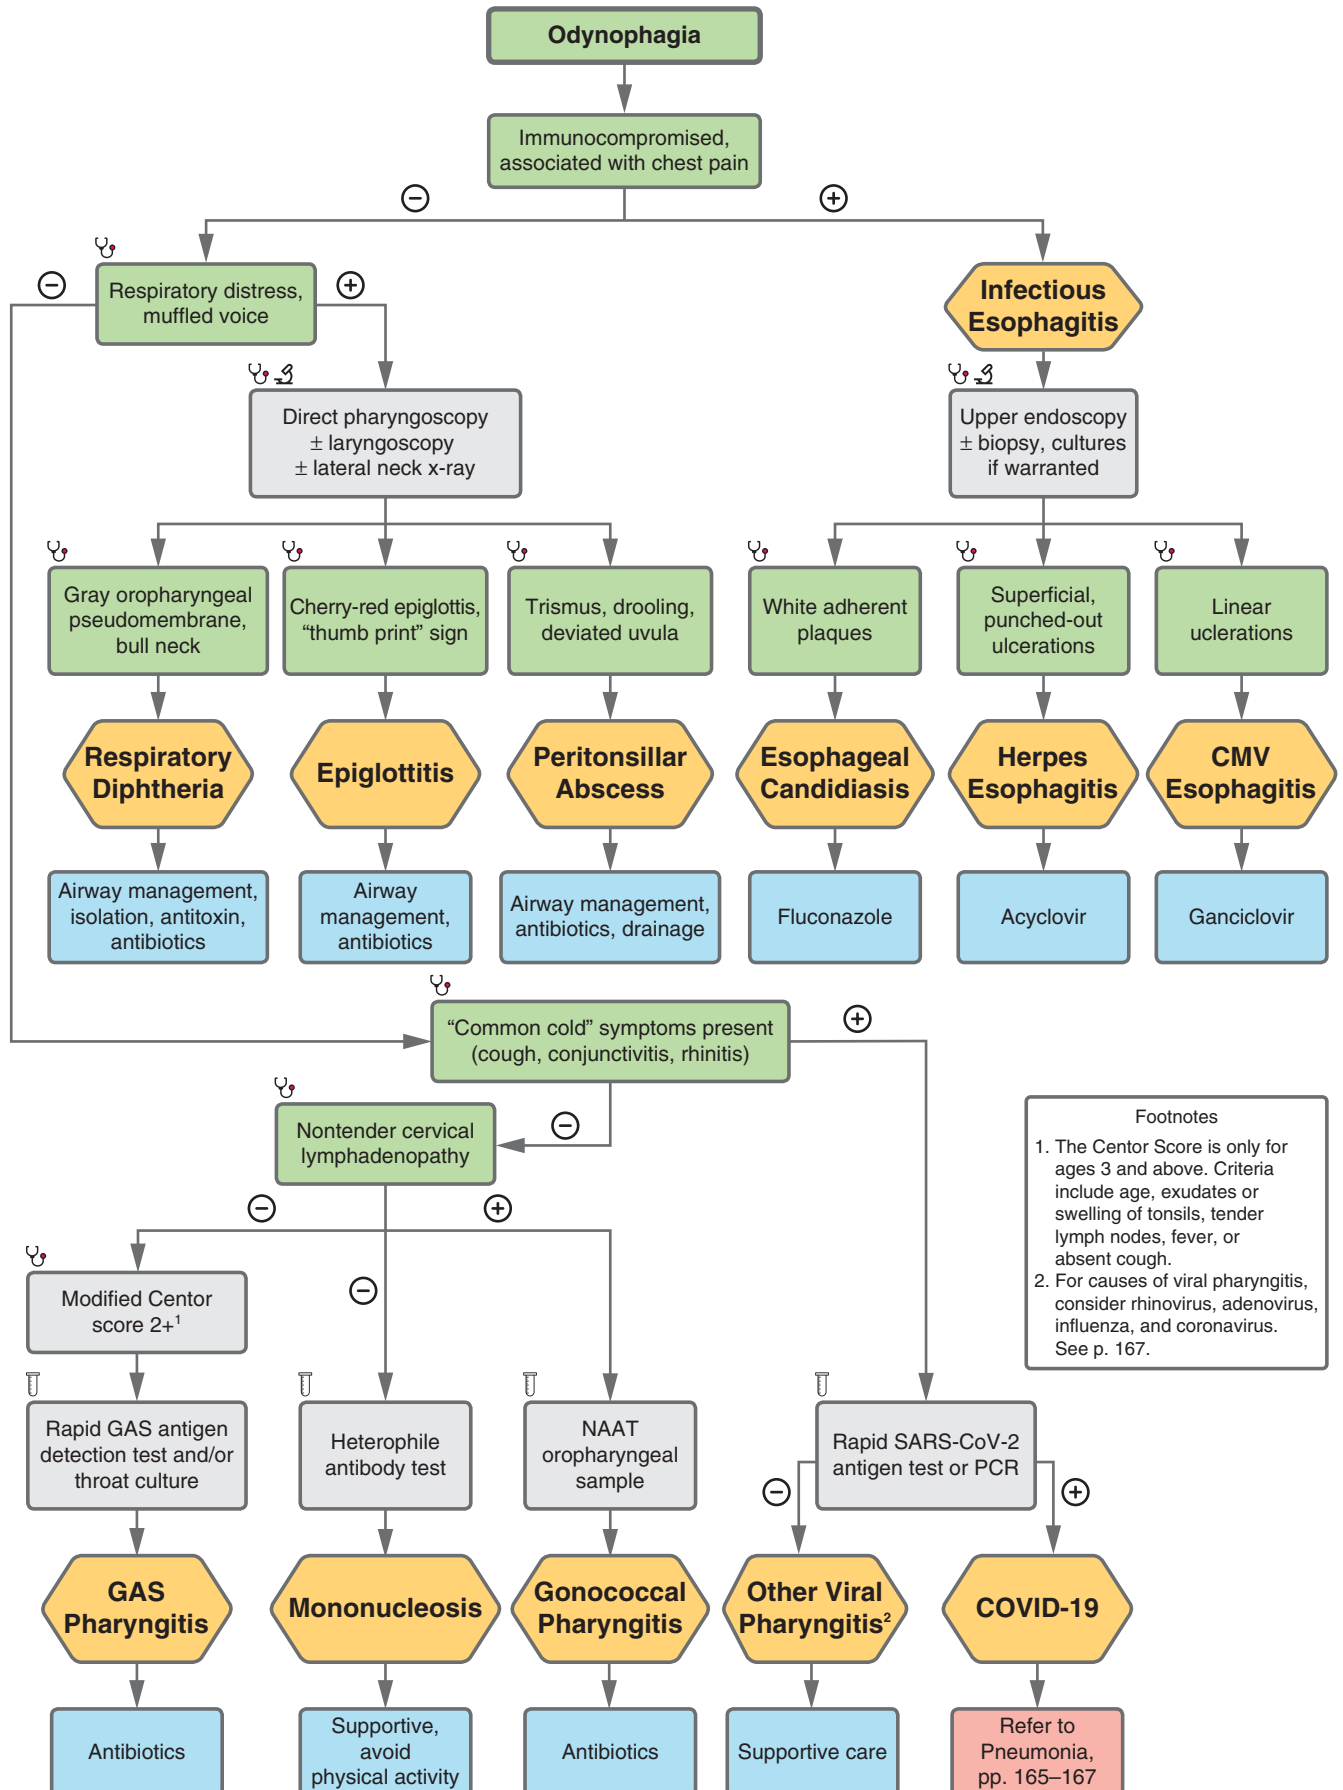 Odynophagia
Immunocompromised,
associated with chest pain
−
+
−
Respiratory distress,
muffled voice
+
Infectious
Esophagitis
Direct pharyngoscopy
± laryngoscopy
± lateral neck x-ray
Upper endoscopy
± biopsy, cultures
if warranted
Gray oropharyngeal
pseudomembrane,
bull neck
Cherry-red epiglottis,
“thumb print” sign
Trismus, drooling,
deviated uvula
White adherent
plaques
Superficial,
punched-out
ulcerations
Linear
uclerations
Respiratory
Diphtheria
Epiglottitis
Peritonsillar
Abscess
Esophageal
Candidiasis
Herpes
Esophagitis
CMV
Esophagitis
Airway management,
isolation, antitoxin,
antibiotics
Airway
management,
antibiotics
Airway management,
antibiotics, drainage
Fluconazole
Acyclovir
Ganciclovir
“Common cold” symptoms present
(cough, conjunctivitis, rhinitis)
+
−
Nontender cervical
lymphadenopathy
−
+
−
Footnotes
1. The Centor Score is only for
ages 3 and above. Criteria
include age, exudates or
swelling of tonsils, tender
lymph nodes, fever, or
absent cough.
2. For causes of viral pharyngitis,
consider rhinovirus, adenovirus,
influenza, and coronavirus.
See p. 167.
Modified Centor
score 2+1
Rapid GAS antigen
detection test and/or
throat culture
Heterophile
antibody test
NAAT
oropharyngeal
sample
Rapid SARS-CoV-2
antigen test or PCR
−
+
GAS
Pharyngitis
Mononucleosis
Gonococcal
Pharyngitis
Other Viral
Pharyngitis2
COVID-19
Antibiotics
Supportive,
avoid
physical activity
Antibiotics
Supportive care
Refer to
Pneumonia,
pp. 165–167